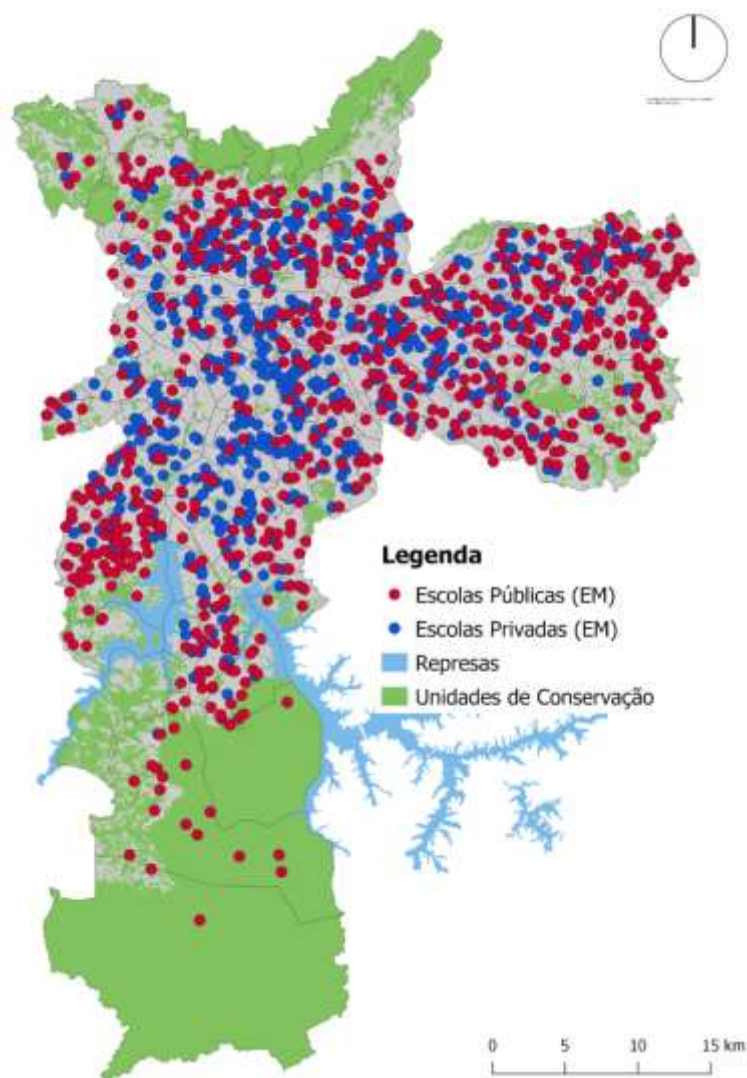 Legenda
Escolas Públicas (EM)
Escolas Privadas (EM)
Represas
Unidades de Conservação
0 5 10 15 km